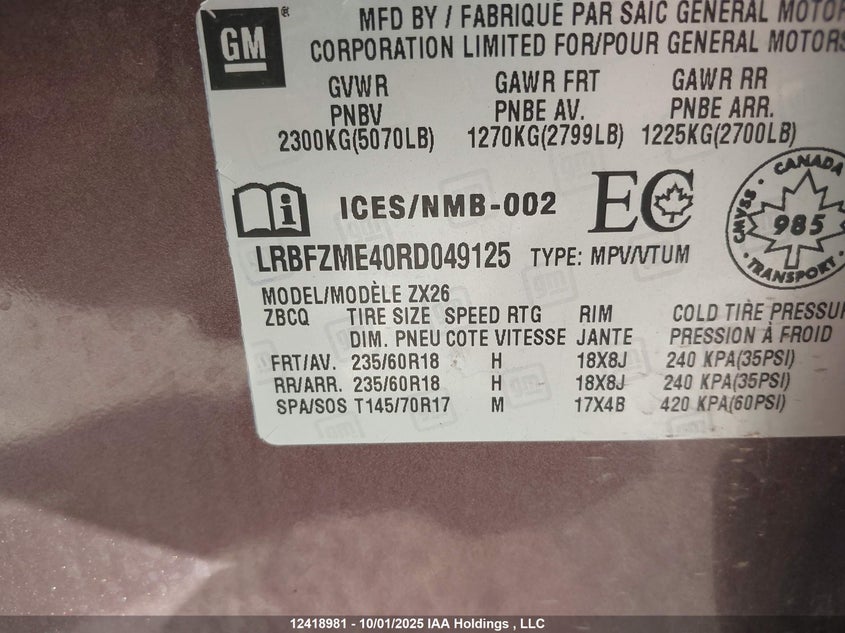 GM ®
MFD BY / FABRIQUÉ PAR SAIC GENERAL MOTOR
CORPORATION LIMITED FOR/POUR GENERAL MOTORS
GVWR GAWR FRT GAWR RR
PNBV PNBE AV. PNBE ARR.
2300KG(5070LB) 1270KG(2799LB) 1225KG(2700LB)
ICES/NMB-002 EC
CANADA
CMVSS 985
TRANSPORT
LRBFZME40RD049125 TYPE: MPV/VTUM
MODEL/MODÈLE ZX26
ZBCQ TIRE SIZE SPEED RTG RIM COLD TIRE PRESSUR
DIM. PNEU COTE VITESSE JANTE PRESSION À FROID
FRT/AV. 235/60R18 H 18X8J 240 KPA(35PSI)
RR/ARR. 235/60R18 H 18X8J 240 KPA(35PSI)
SPA/SOS T145/70R17 M 17X4B 420 KPA(60PSI)
12418981 - 10/01/2025 IAA Holdings , LLC